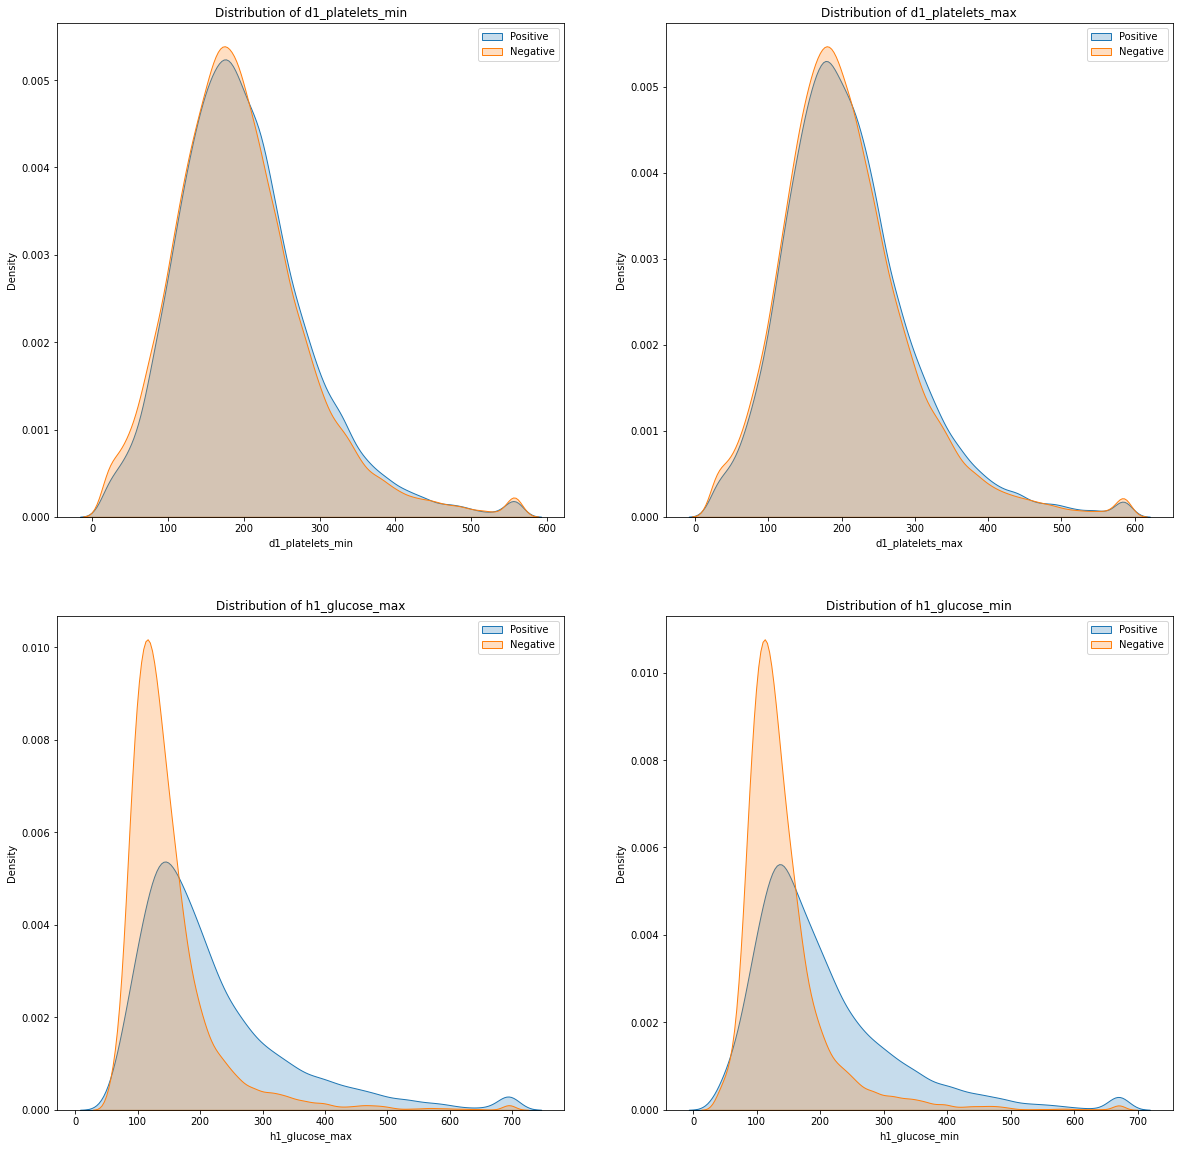 Distribution of d1_platelets_min
Positive
Negative
Density
0.005
0.004
0.003
0.002
0.001
0.000
0 100 200 300 400 500 600
d1_platelets_min
Distribution of d1_platelets_max
Positive
Negative
Density
0.005
0.004
0.003
0.002
0.001
0.000
0 100 200 300 400 500 600
d1_platelets_max
Distribution of h1_glucose_max
Positive
Negative
Density
0.010
0.008
0.006
0.004
0.002
0.000
0 100 200 300 400 500 600 700
h1_glucose_max
Distribution of h1_glucose_min
Positive
Negative
Density
0.010
0.008
0.006
0.004
0.002
0.000
0 100 200 300 400 500 600 700
h1_glucose_min